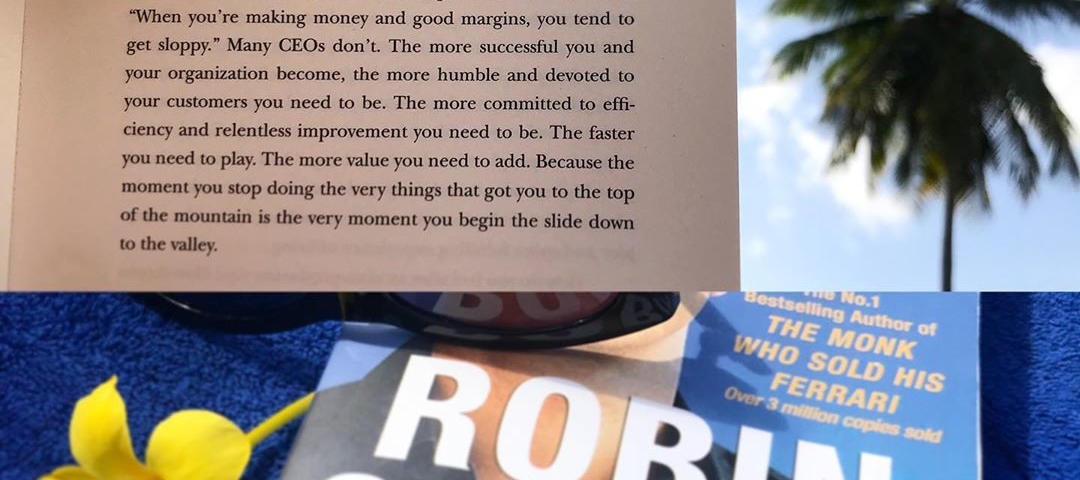 “When you’re making money and good margins, you tend to
get sloppy.” Many CEOs don’t. The more successful you and
your organization become, the more humble and devoted to
your customers you need to be. The more committed to effi-
ciency and relentless improvement you need to be. The faster
you need to play. The more value you need to add. Because the
moment you stop doing the very things that got you to the top
of the mountain is the very moment you begin the slide down
to the valley.
The No.1
Bestselling Author of
THE MONK
WHO SOLD HIS
FERRARI
Over 3 million copies sold
ROBIN